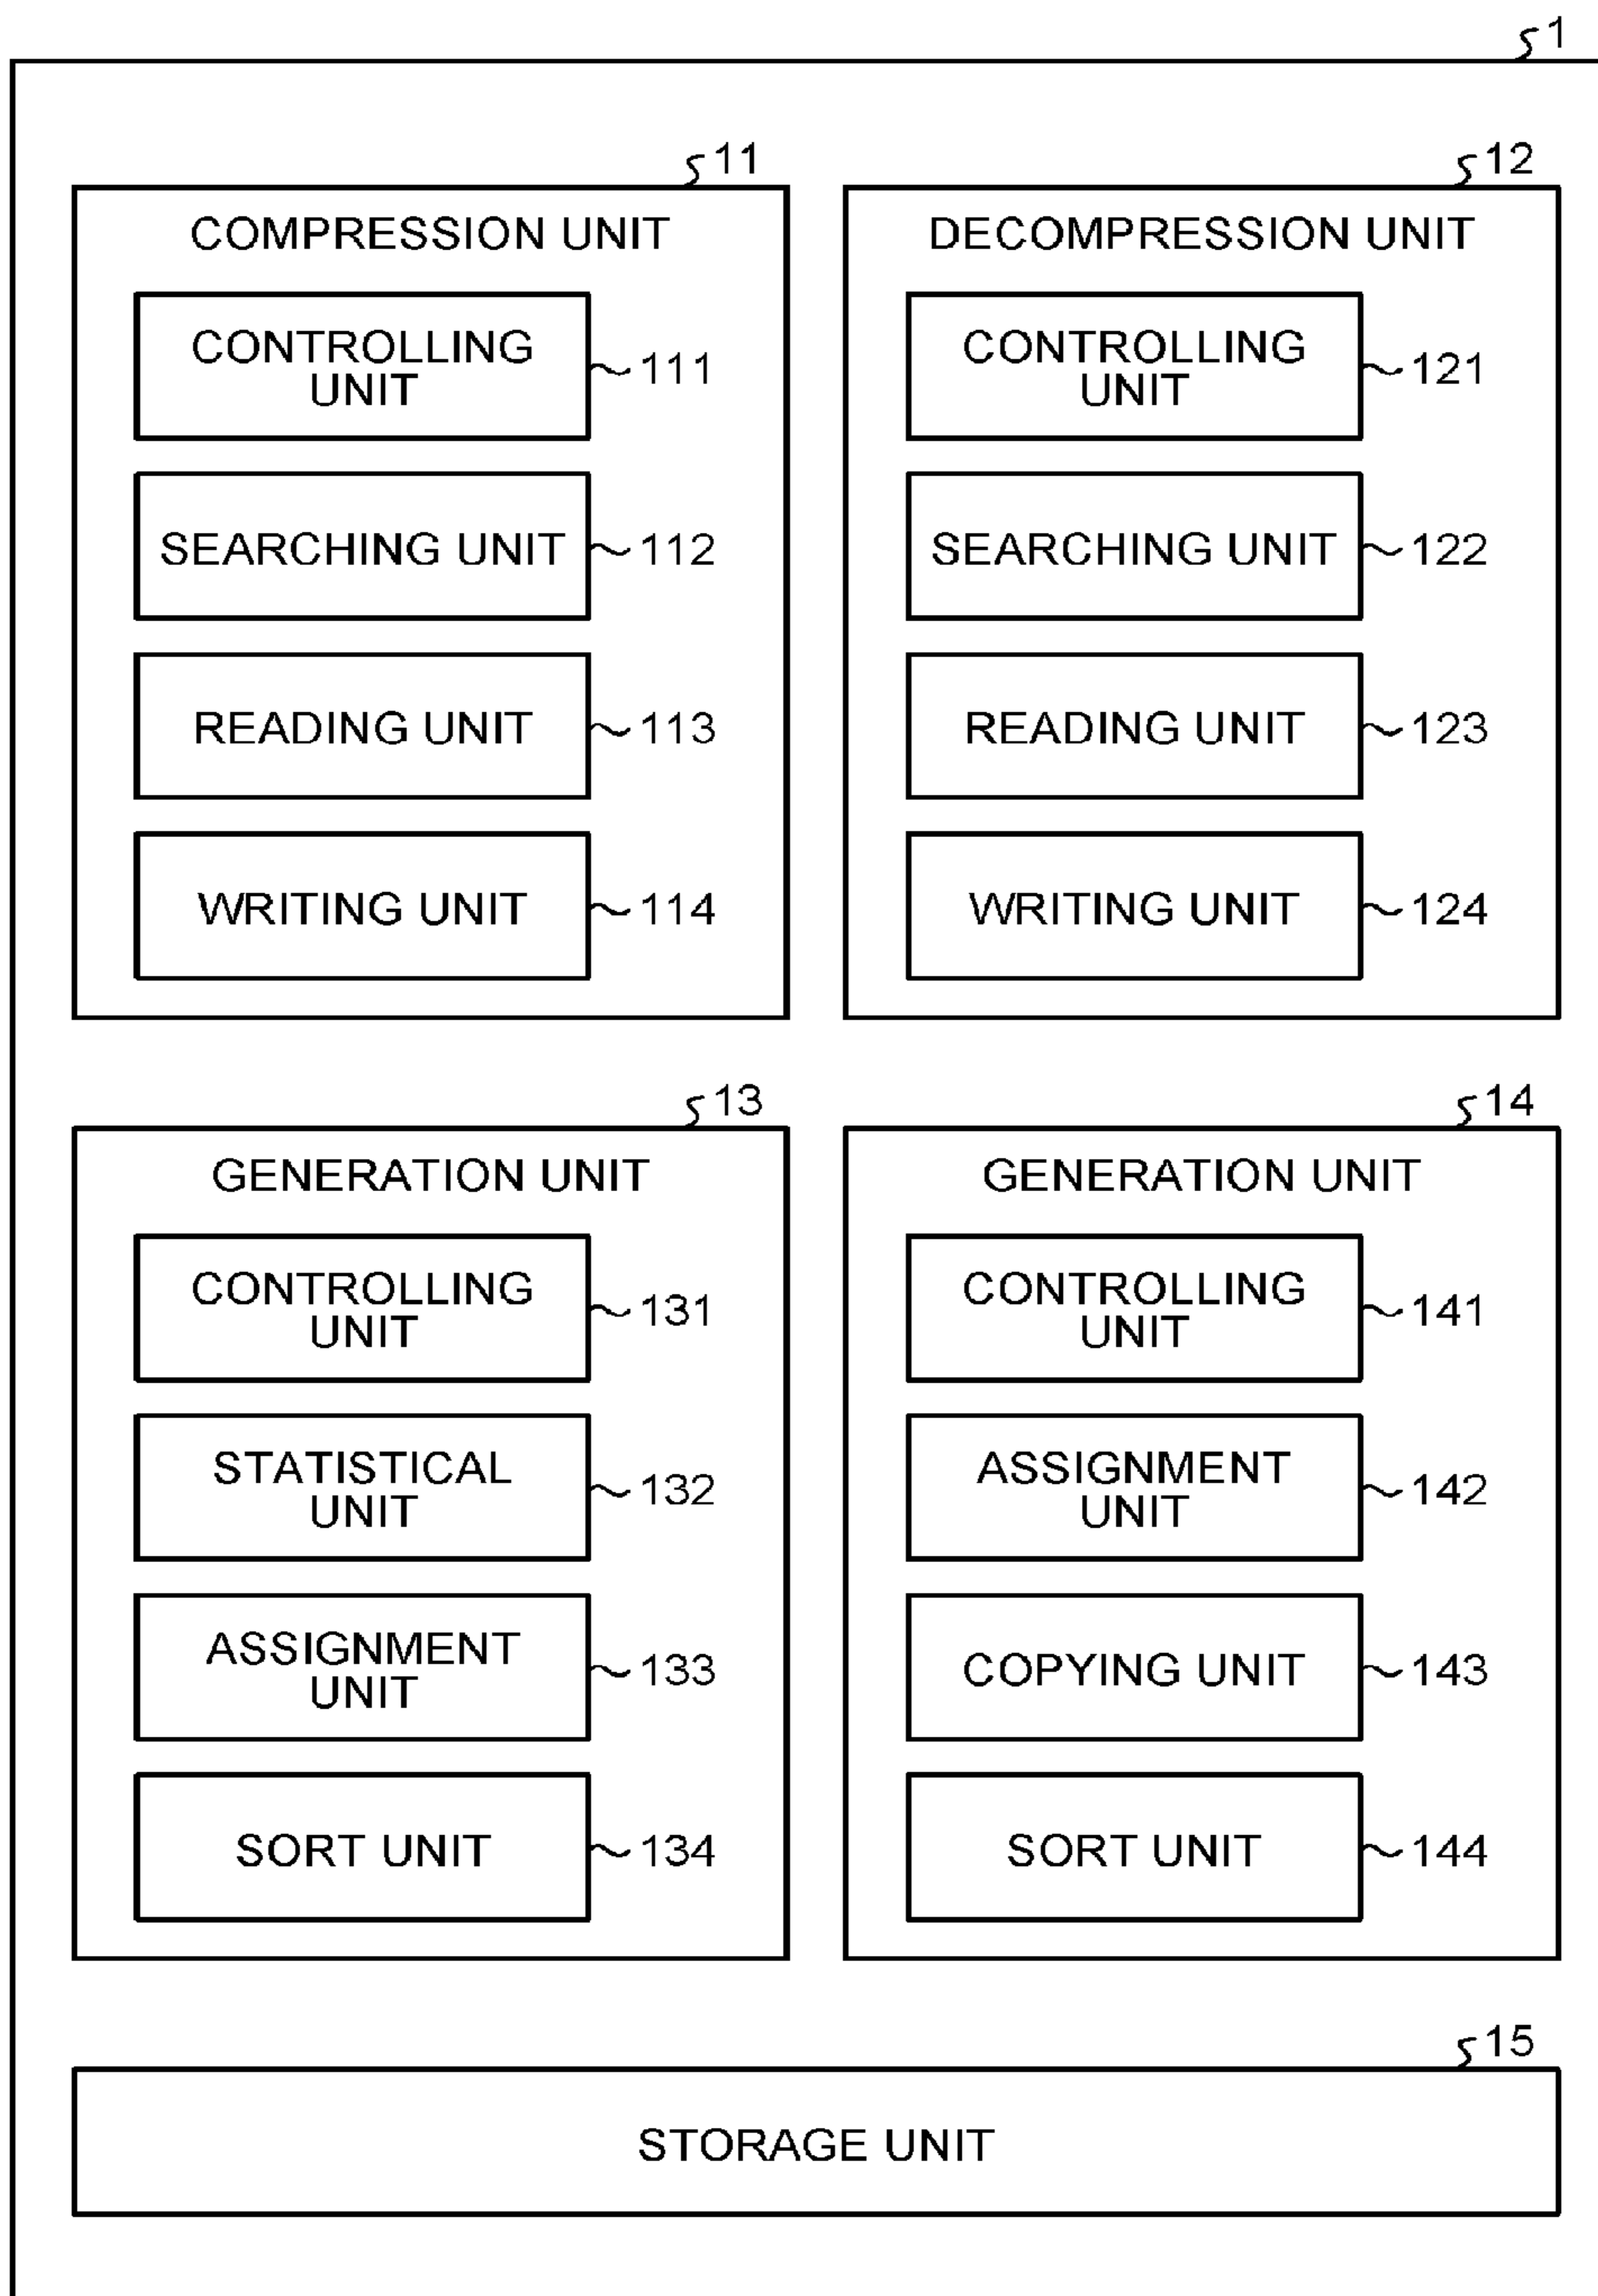 1
11
COMPRESSION UNIT
CONTROLLING
UNIT
111
SEARCHING UNIT
112
READING UNIT
113
WRITING UNIT
114
12
DECOMPRESSION UNIT
CONTROLLING
UNIT
121
SEARCHING UNIT
122
READING UNIT
123
WRITING UNIT
124
13
GENERATION UNIT
CONTROLLING
UNIT
131
STATISTICAL
UNIT
132
ASSIGNMENT
UNIT
133
SORT UNIT
134
14
GENERATION UNIT
CONTROLLING
UNIT
141
ASSIGNMENT
UNIT
142
COPYING UNIT
143
SORT UNIT
144
15
STORAGE UNIT